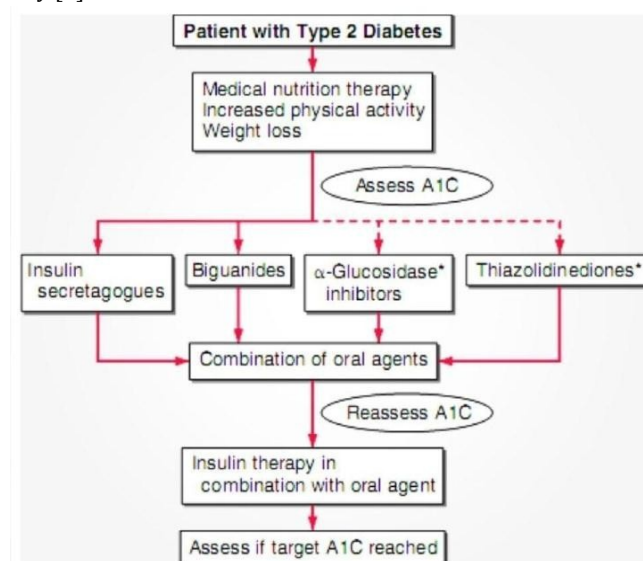 Patient with Type 2 Diabetes
Medical nutrition therapy
Increased physical activity
Weight loss
Assess A1C
Insulin
secretagogues
Biguanides
α-Glucosidase*
inhibitors
Thiazolidinediones*
Combination of oral agents
Reassess A1C
Insulin therapy in
combination with oral agent
Assess if target A1C reached